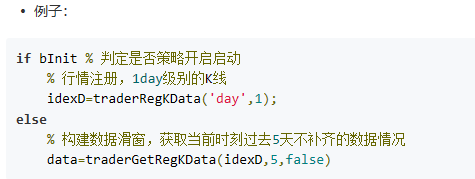 • 例子：
if bInit % 判定是否策略开启启动
% 行情注册，1day级别的K线
idexD=traderRegKData('day',1);
else
% 构建数据滑窗，获取当前时刻过去5天不补齐的数据情况
data=traderGetRegKData(idexD,5,false)